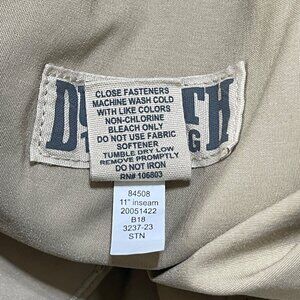 CLOSE FASTENERS
MACHINE WASH COLD
WITH LIKE COLORS
NON-CHLORINE
BLEACH ONLY
DO NOT USE FABRIC
SOFTENER
TUMBLE DRY LOW
REMOVE PROMPTLY
DO NOT IRON
RN# 106803
84508
11" inseam
20051422
B18
3237-23
STN